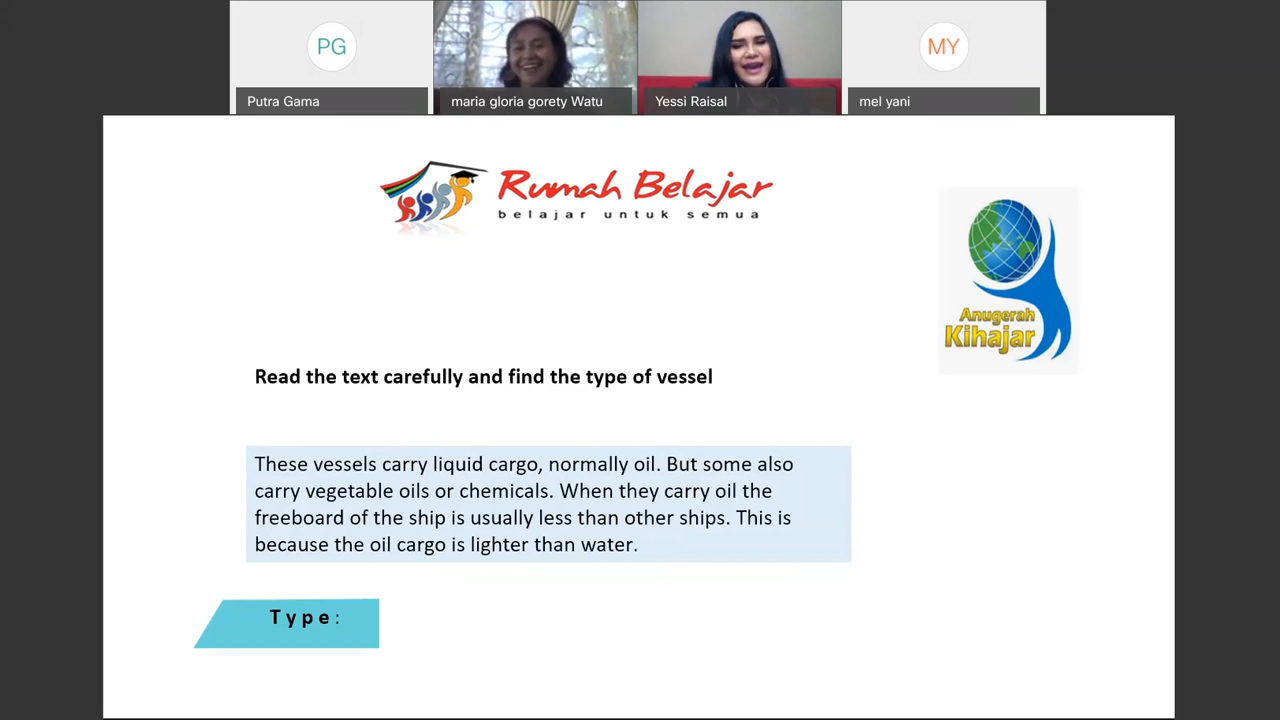 PG
MY
Putra Gama
maria gloria gorety Watu
Yessi Raisal
mel yani
Rumah Belajar
belajar untuk semua
Anugerah
Kihajar
Read the text carefully and find the type of vessel
These vessels carry liquid cargo, normally oil. But some also
carry vegetable oils or chemicals. When they carry oil the
freeboard of the ship is usually less than other ships. This is
because the oil cargo is lighter than water.
Type: